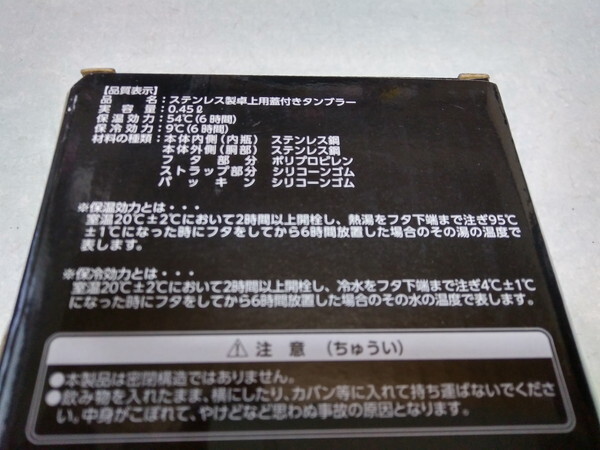 【品質表示】
品名：ステンレス製卓上用蓋付きタンブラー
実容量：0.45ℓ
保温効力：54℃(6時間)
保冷効力：9℃(6時間)
材料の種類：本体内側(内瓶) ステンレス鋼
本体外側(胴部) ステンレス鋼
フタ部分 ポリプロピレン
ストラップ部分 シリコーンゴム
パッキン シリコーンゴム
※保温効力とは・・・
室温20℃±2℃において2時間以上開栓し、熱湯をフタ下端まで注ぎ95℃
±1℃になった時にフタをしてから6時間放置した場合のその湯の温度で
表します。
※保冷効力とは・・・
室温20℃±2℃において2時間以上開栓し、冷水をフタ下端まで注ぎ4℃±1℃
になった時にフタをしてから6時間放置した場合のその水の温度で表します。
⚠ 注意（ちゅうい）
●本製品は密閉構造ではありません。
●飲み物を入れたまま、横にしたり、カバン等に入れて持ち運ばないでくださ
い。中身がこぼれて、やけどなど思わぬ事故の原因となります。